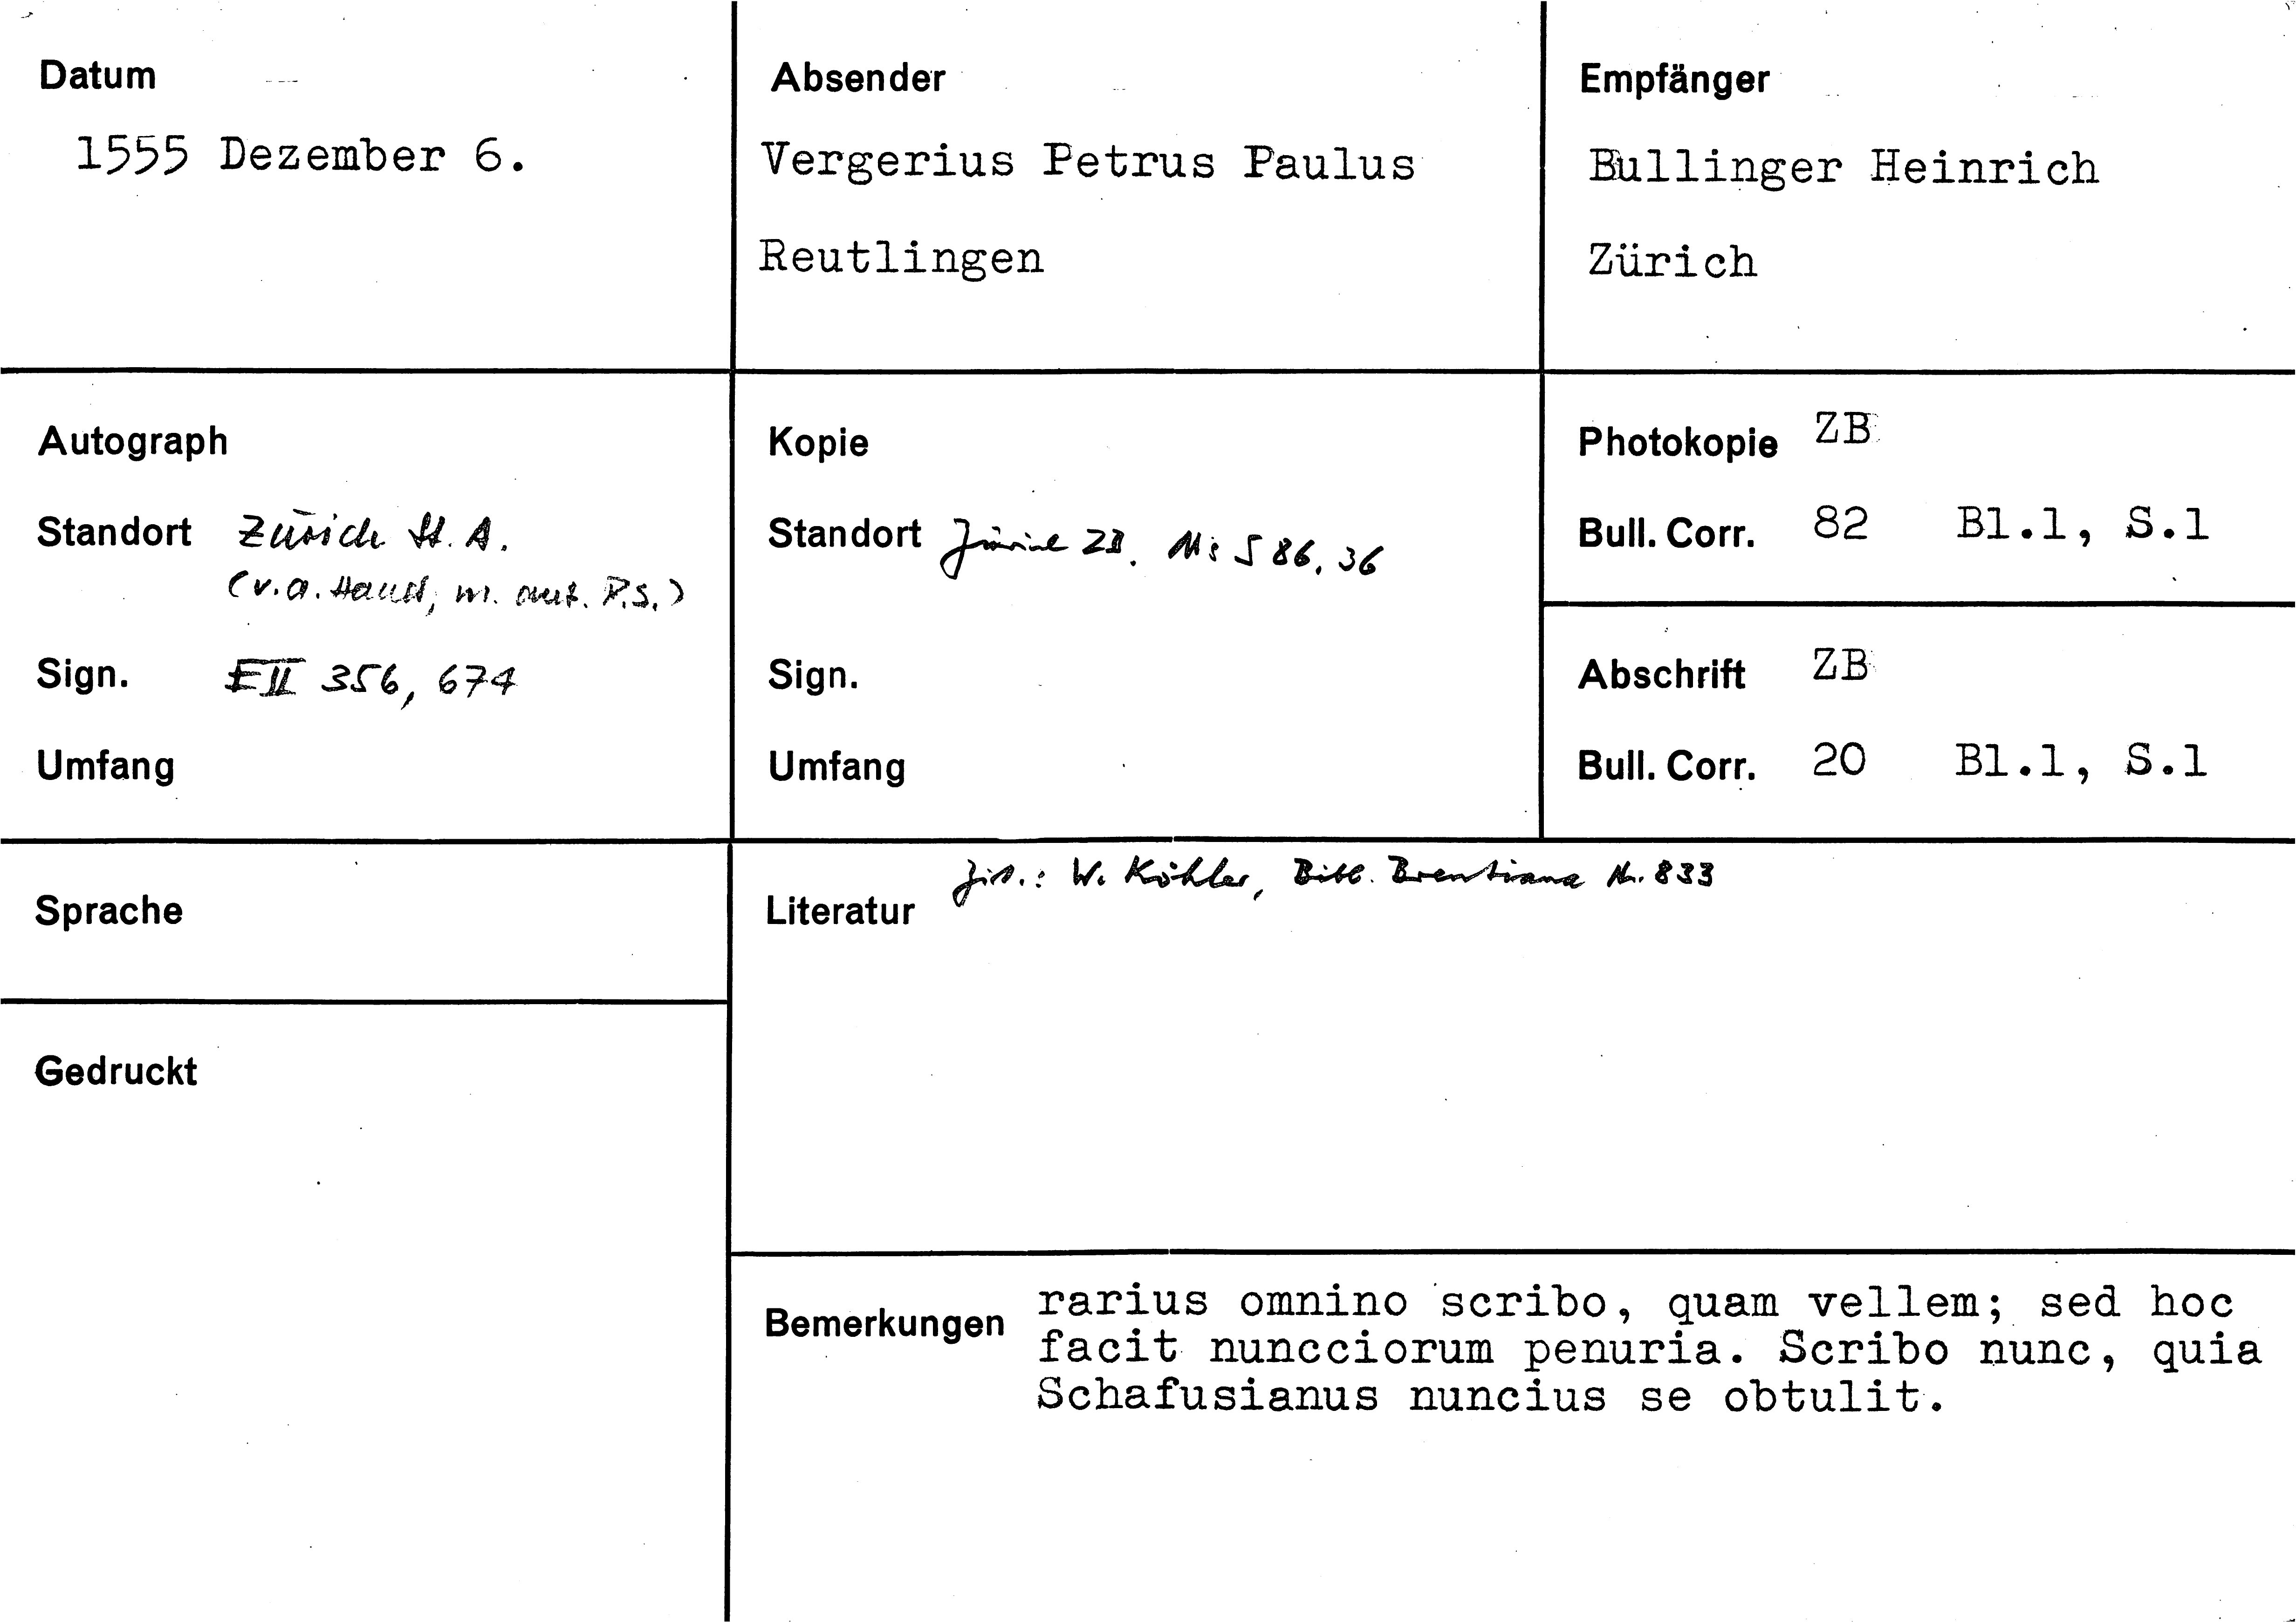 Datum
1555 Dezember 6.
Absender
Vergerius Petrus Paulus
Reutlingen
Empfänger
Bullinger Heinrich
Zürich
Autograph
Standort Zürich St. A.
(v. a. Hand, m. aut. P.S.)
Sign. E II 356, 674
Umfang
Kopie
Standort Zürich ZB. Ms S 86, 36
Sign.
Umfang
Photokopie ZB
Bull. Corr. 82 Bl.1, S.1
Abschrift ZB
Bull. Corr. 20 Bl.1, S.1
Sprache
Gedruckt
Literatur Zit.: W. Köhler, Bibl. Brentiana Nr. 833
Bemerkungen rarius omnino scribo, quam vellem; sed hoc
facit juncciorum penuria. Scribo nunc, quia
Schafusianus nuncius se obtulit.